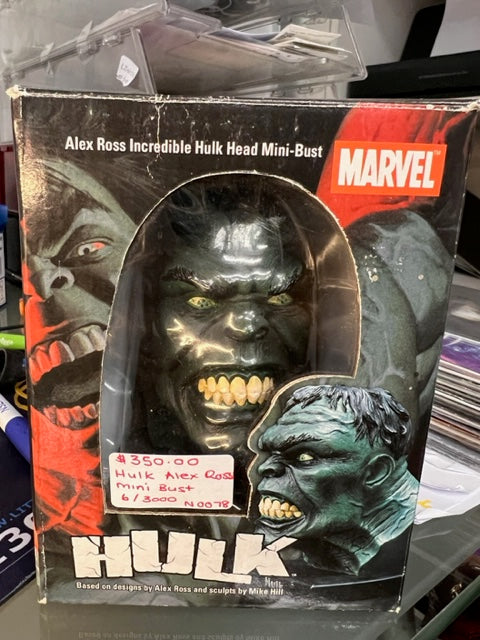 Alex Ross Incredible Hulk Head Mini-Bust
MARVEL
$350.00
Hulk Alex Ross
Mini Bust
6/3000 N0078
HULK
Based on designs by Alex Ross and sculpts by Mike Hill